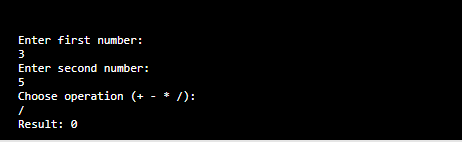 Enter first number:
3
Enter second number:
5
Choose operation (+ - * /):
/
Result: 0